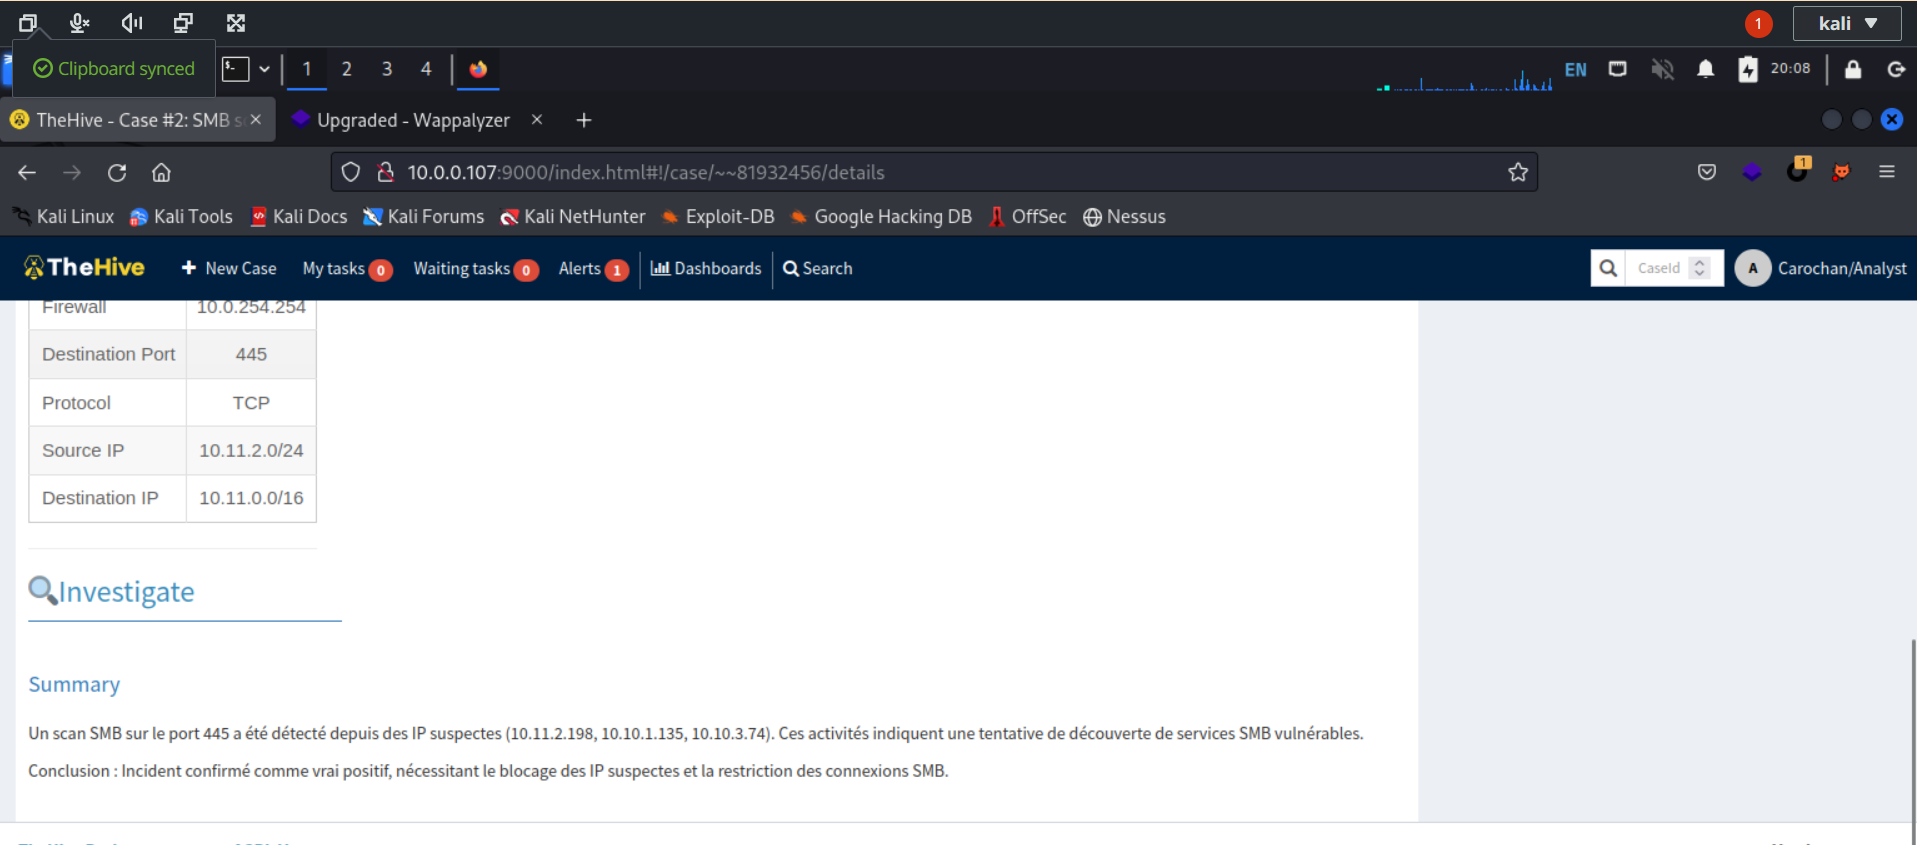 1
kali
Clipboard synced
1 2 3 4
EN
20:08
TheHive - Case #2: SMB s
Upgraded - Wappalyzer
10.0.0.107:9000/index.html#!/case/~~81932456/details
1
Kali Linux
Kali Tools
Kali Docs
Kali Forums
Kali NetHunter
Exploit-DB
Google Hacking DB
OffSec
Nessus
TheHive
+ New Case
My tasks 0
Waiting tasks 0
Alerts 1
Dashboards
Search
CaseId
A
Carochan/Analyst
Firewall 10.0.254.254
Destination Port 445
Protocol TCP
Source IP 10.11.2.0/24
Destination IP 10.11.0.0/16
Investigate
Summary
Un scan SMB sur le port 445 a été détecté depuis des IP suspectes (10.11.2.198, 10.10.1.135, 10.10.3.74). Ces activités indiquent une tentative de découverte de services SMB vulnérables.
Conclusion : Incident confirmé comme vrai positif, nécessitant le blocage des IP suspectes et la restriction des connexions SMB.